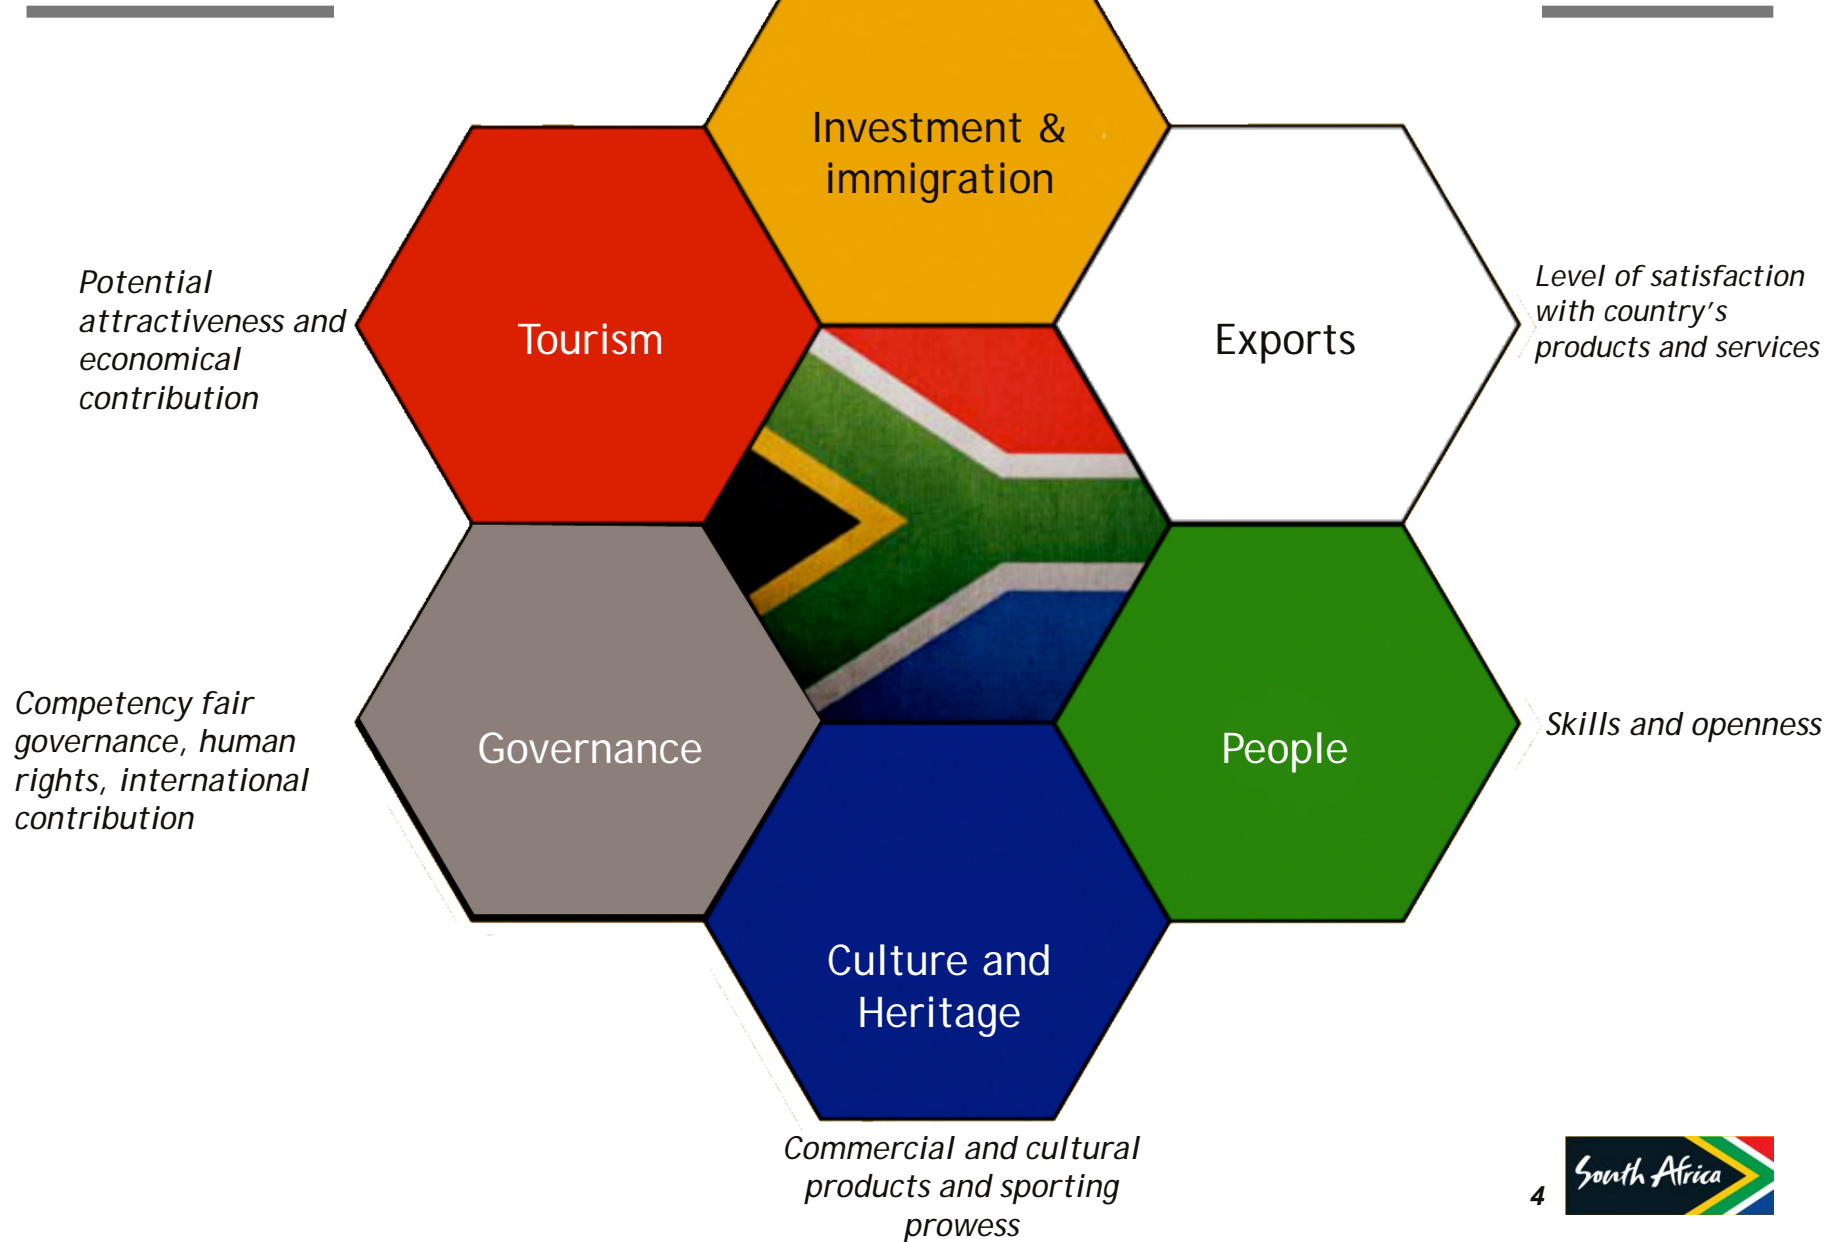 Investment &
immigration
Tourism
Potential
attractiveness and
economical
contribution
Exports
Level of satisfaction
with country's
products and services
Governance
Competency fair
governance, human
rights, international
contribution
People
Skills and openness
Culture and
Heritage
Commercial and cultural
products and sporting
prowess
4
South Africa